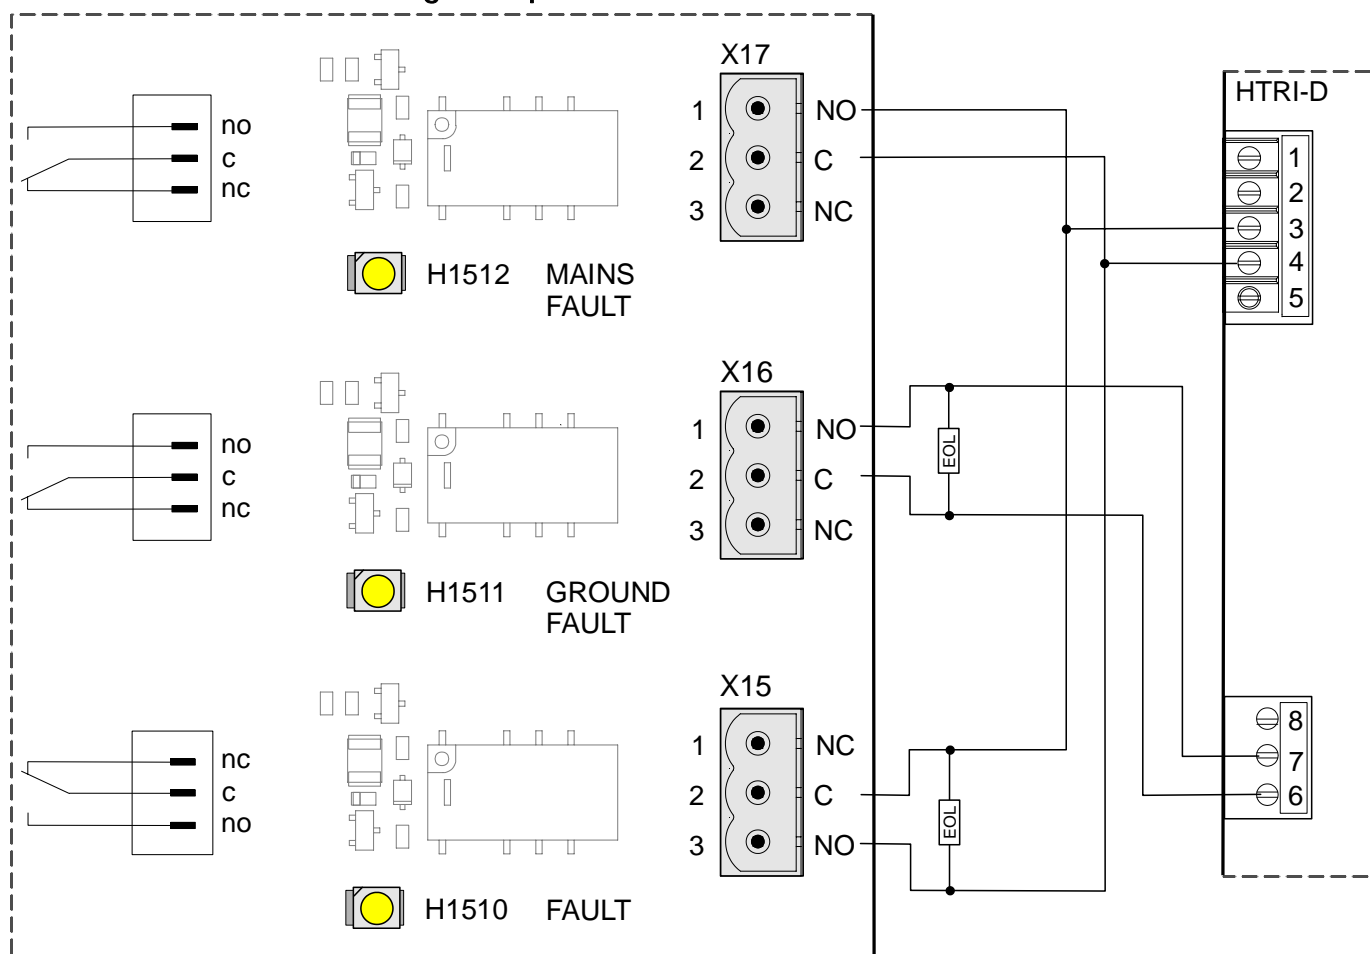 X17
HTRI-D
1 NO
2 C
3 NC
no
c
nc
H1512 MAINS
FAULT
1
2
3
4
5
X16
1 NO
2 C
3 NC
no
c
nc
EOL
H1511 GROUND
FAULT
X15
1 NC
2 C
3 NO
nc
c
no
EOL
8
7
6
H1510 FAULT